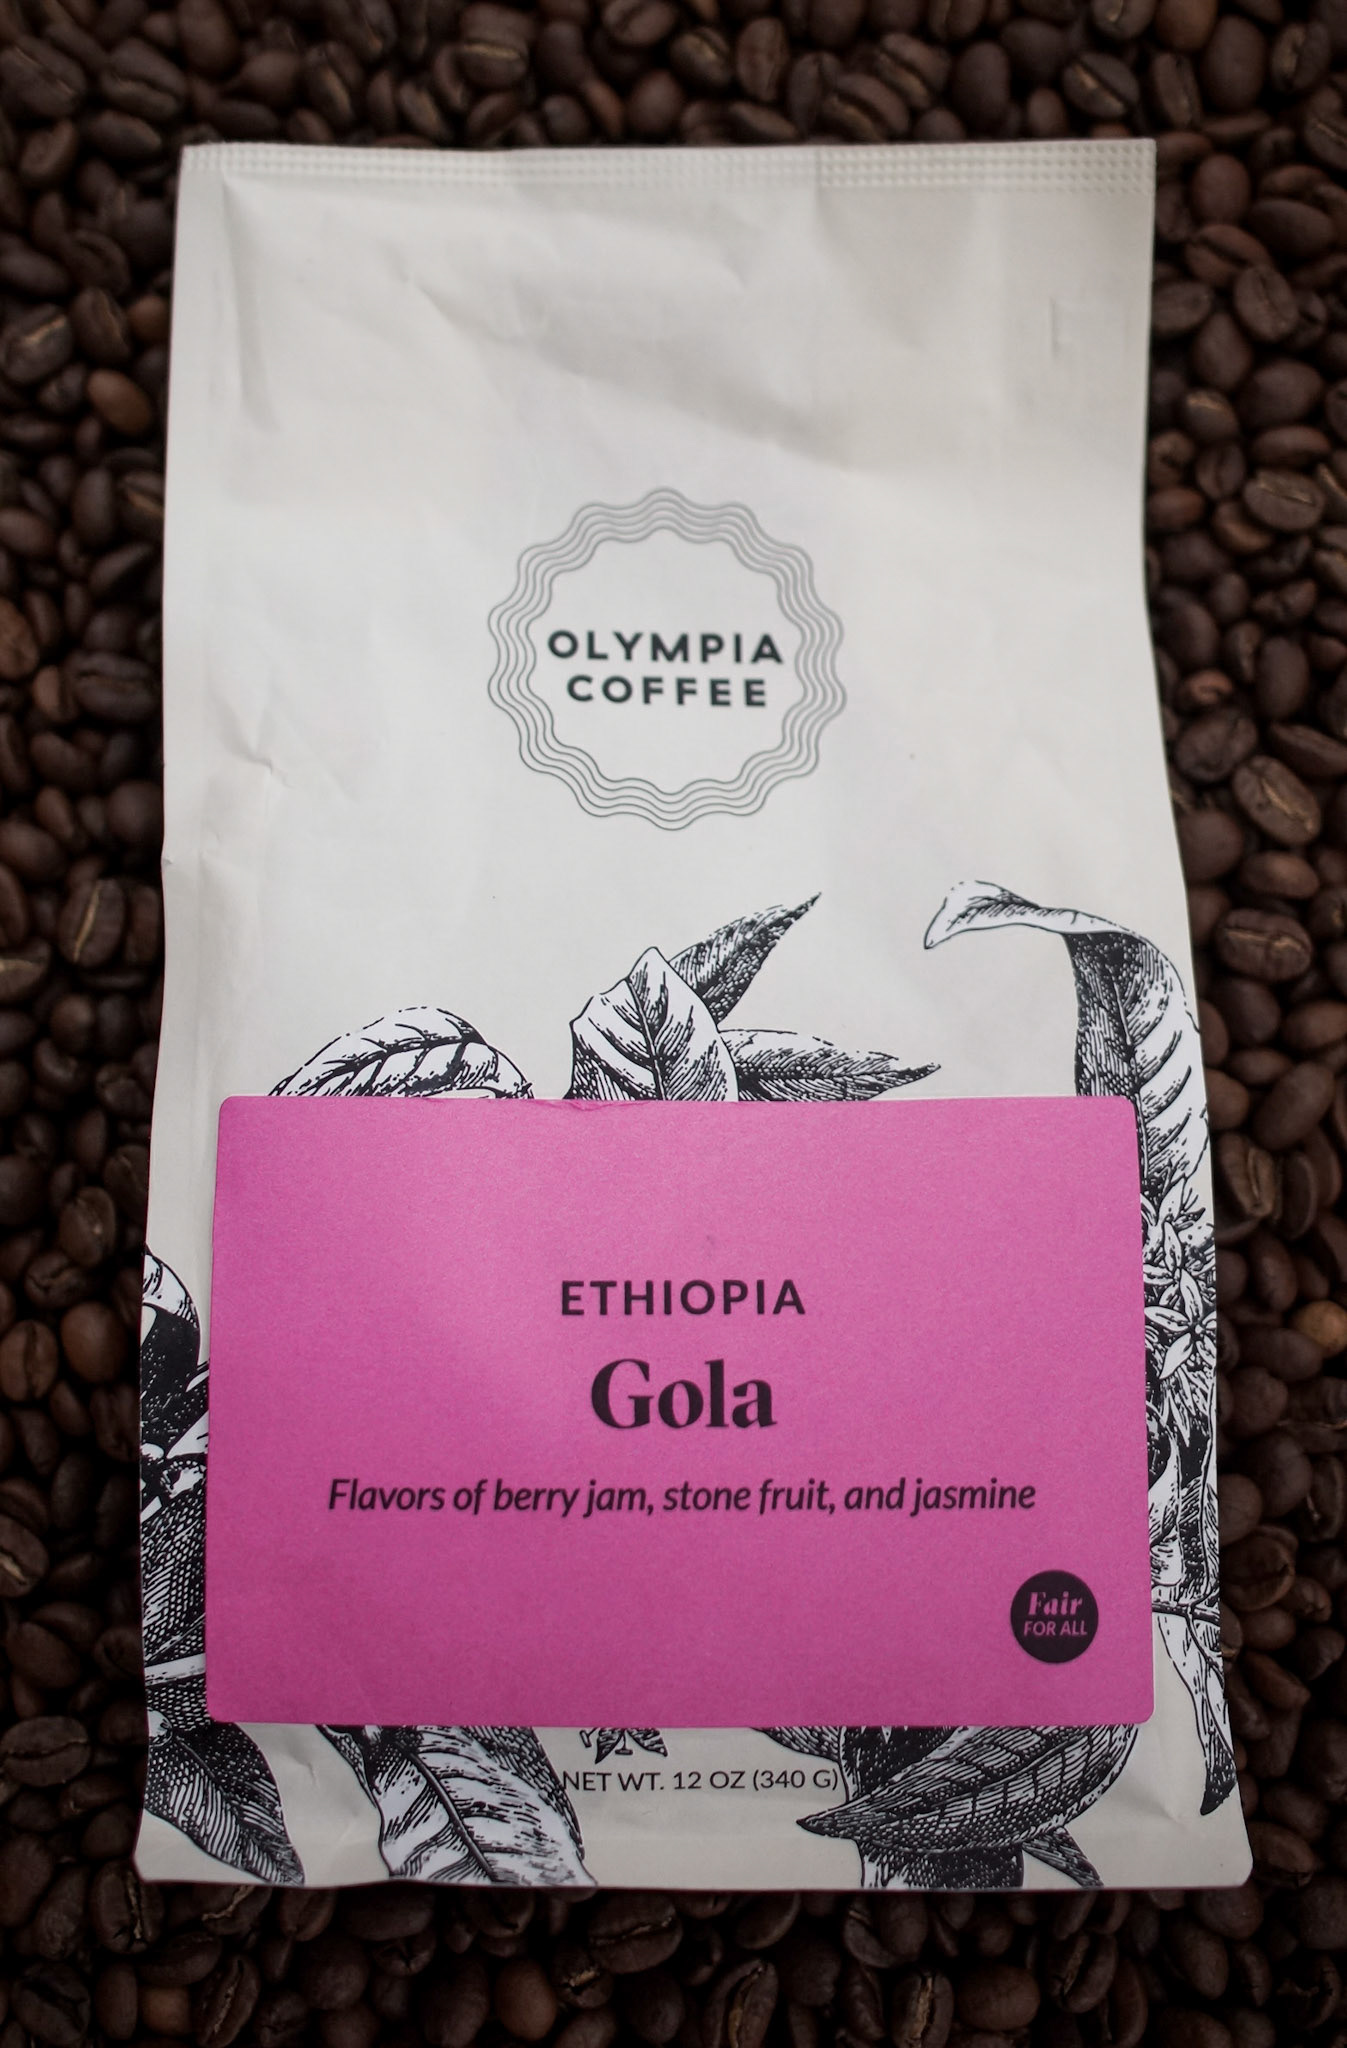 OLYMPIA
COFFEE
ETHIOPIA
Gola
Flavors of berry jam, stone fruit, and jasmine
Fair
FOR ALL
NET WT. 12 OZ (340 G)